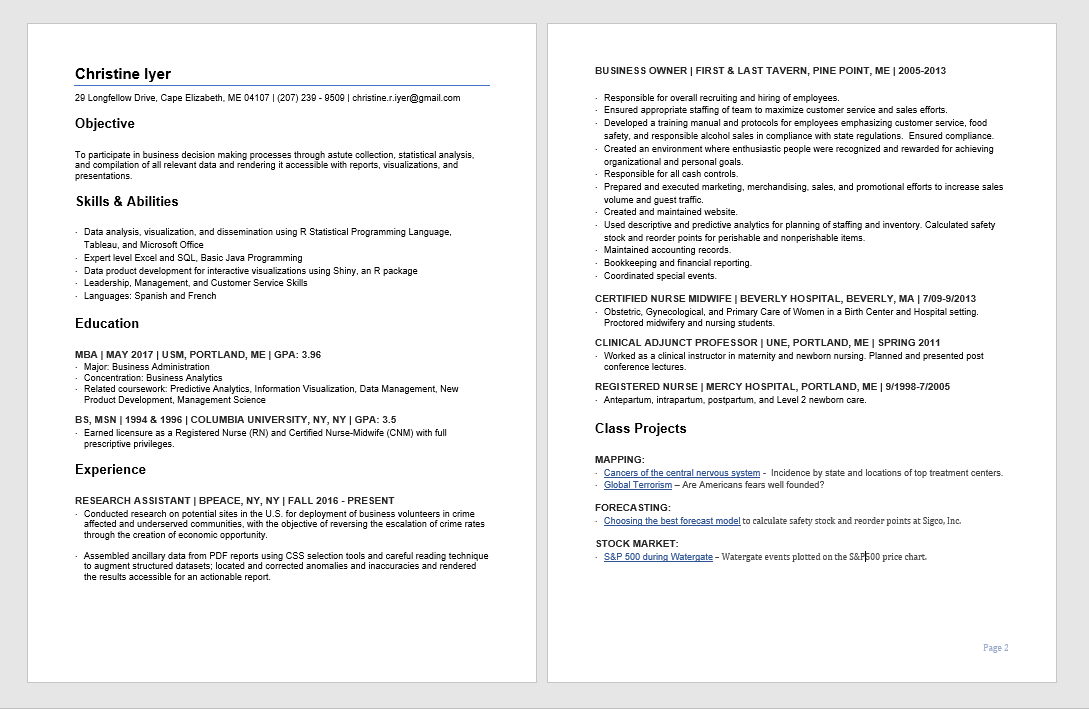 Christine Iyer
29 Longfellow Drive, Cape Elizabeth, ME 04107 | (207) 239 - 9509 | christine.r.iyer@gmail.com
Objective
To participate in business decision making processes through astute collection, statistical analysis,
and compilation of all relevant data and rendering it accessible with reports, visualizations, and
presentations.
Skills & Abilities
· Data analysis, visualization, and dissemination using R Statistical Programming Language,
Tableau, and Microsoft Office
· Expert level Excel and SQL, Basic Java Programming
· Data product development for interactive visualizations using Shiny, an R package
· Leadership, Management, and Customer Service Skills
· Languages: Spanish and French
Education
MBA | MAY 2017 | USM, PORTLAND, ME | GPA: 3.96
· Major: Business Administration
· Concentration: Business Analytics
· Related coursework: Predictive Analytics, Information Visualization, Data Management, New
Product Development, Management Science
BS, MSN | 1994 & 1996 | COLUMBIA UNIVERSITY, NY, NY | GPA: 3.5
· Earned licensure as a Registered Nurse (RN) and Certified Nurse-Midwife (CNM) with full
prescriptive privileges.
Experience
RESEARCH ASSISTANT | BPEACE, NY, NY | FALL 2016 - PRESENT
· Conducted research on potential sites in the U.S. for deployment of business volunteers in crime
affected and underserved communities, with the objective of reversing the escalation of crime rates
through the creation of economic opportunity.
· Assembled ancillary data from PDF reports using CSS selection tools and careful reading technique
to augment structured datasets; located and corrected anomalies and inaccuracies and rendered
the results accessible for an actionable report.
BUSINESS OWNER | FIRST & LAST TAVERN, PINE POINT, ME | 2005-2013
· Responsible for overall recruiting and hiring of employees.
· Ensured appropriate staffing of team to maximize customer service and sales efforts.
· Developed a training manual and protocols for employees emphasizing customer service, food
safety, and responsible alcohol sales in compliance with state regulations. Ensured compliance.
· Created an environment where enthusiastic people were recognized and rewarded for achieving
organizational and personal goals.
· Responsible for all cash controls.
· Prepared and executed marketing, merchandising, sales, and promotional efforts to increase sales
volume and guest traffic.
· Created and maintained website.
· Used descriptive and predictive analytics for planning of staffing and inventory. Calculated safety
stock and reorder points for perishable and nonperishable items.
· Maintained accounting records.
· Bookkeeping and financial reporting.
· Coordinated special events.
CERTIFIED NURSE MIDWIFE | BEVERLY HOSPITAL, BEVERLY, MA | 7/09-9/2013
· Obstetric, Gynecological, and Primary Care of Women in a Birth Center and Hospital setting.
Proctored midwifery and nursing students.
CLINICAL ADJUNCT PROFESSOR | UNE, PORTLAND, ME | SPRING 2011
· Worked as a clinical instructor in maternity and newborn nursing. Planned and presented post
conference lectures.
REGISTERED NURSE | MERCY HOSPITAL, PORTLAND, ME | 9/1998-7/2005
· Antepartum, intrapartum, postpartum, and Level 2 newborn care.
Class Projects
MAPPING:
· Cancers of the central nervous system - Incidence by state and locations of top treatment centers.
· Global Terrorism – Are Americans fears well founded?
FORECASTING:
· Choosing the best forecast model to calculate safety stock and reorder points at Sigco, Inc.
STOCK MARKET:
· S&P 500 during Watergate – Watergate events plotted on the S&P500 price chart.
Page 2